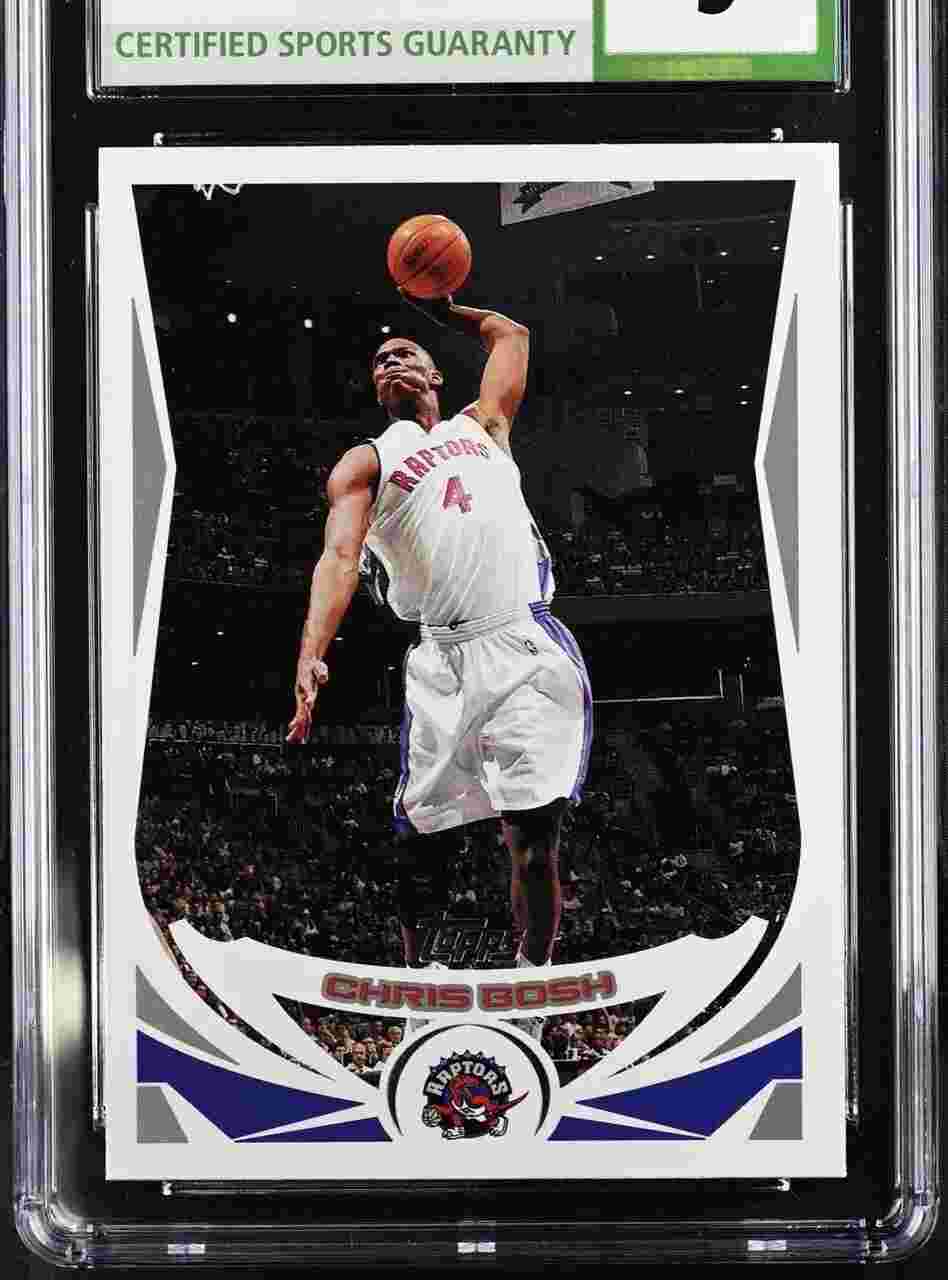 CERTIFIED SPORTS GUARANTY
RAPTORS
4
TOPPS
CHRIS BOSH
RAPTORS